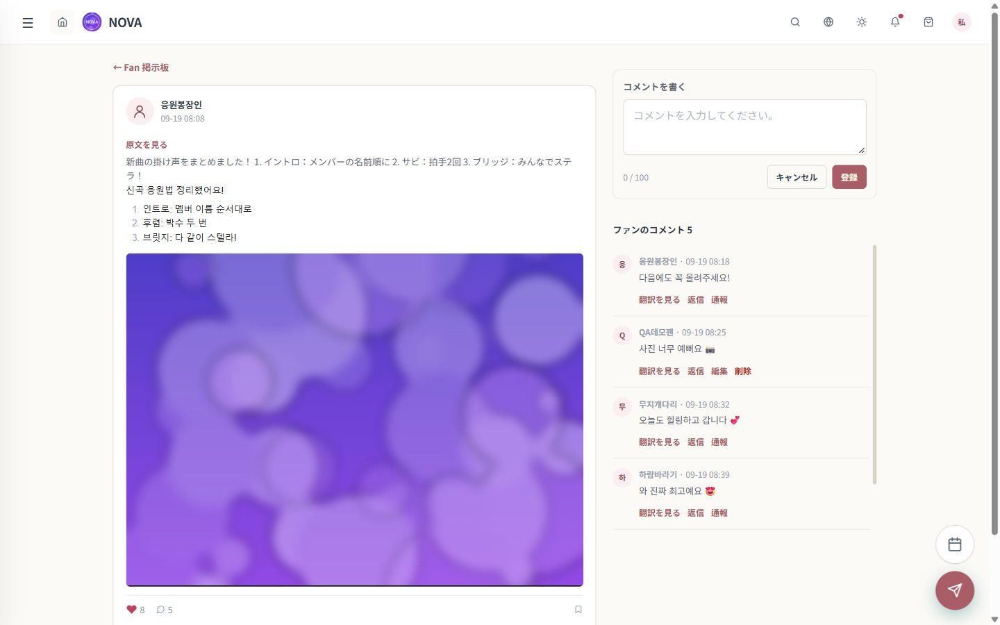 NOVA
NOVA
私
← Fan 掲示板
응원봉장인
09-19 08:08
原文を見る
新曲の掛け声をまとめました！ 1. イントロ：メンバーの名前順に 2. サビ：拍手2回 3. ブリッジ：みんなでステ
ラ！
신곡 응원법 정리했어요!
1. 인트로: 멤버 이름 순서대로
2. 후렴: 박수 두 번
3. 브릿지: 다 같이 스텔라!
8 5
コメントを書く
コメントを入力してください。
0 / 100
キャンセル 登録
ファンのコメント 5
응
응원봉장인 · 09-19 08:18
다음에도 꼭 올려주세요!
翻訳を見る 返信 通報
Q
QA데모팬 · 09-19 08:25
사진 너무 예뻐요 📷
翻訳を見る 返信 編集 削除
무
무지개다리 · 09-19 08:32
오늘도 힐링하고 갑니다 💕
翻訳を見る 返信 通報
하
하람바라기 · 09-19 08:39
와 진짜 최고예요 😍
翻訳を見る 返信 通報